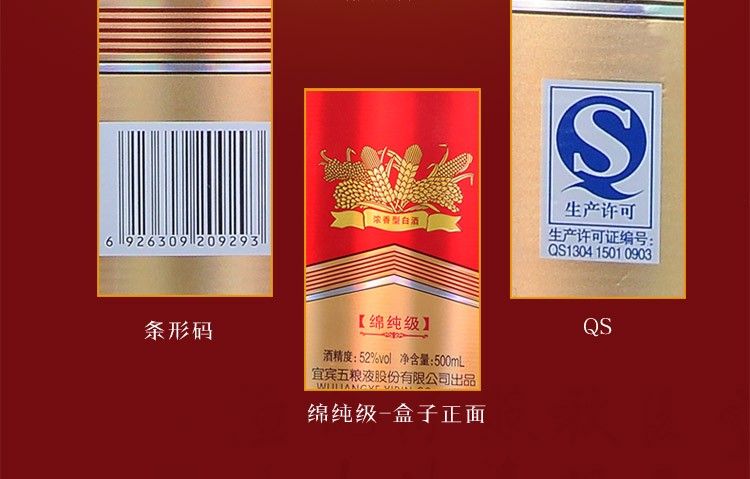 6 926309 209293
条形码
浓香型白酒
【绵纯级】
酒精度:52%vol 净含量:500mL
宜宾五粮液股份有限公司出品
绵纯级-盒子正面
生产许可
生产许可证编号:
QS1304 1501 0903
QS